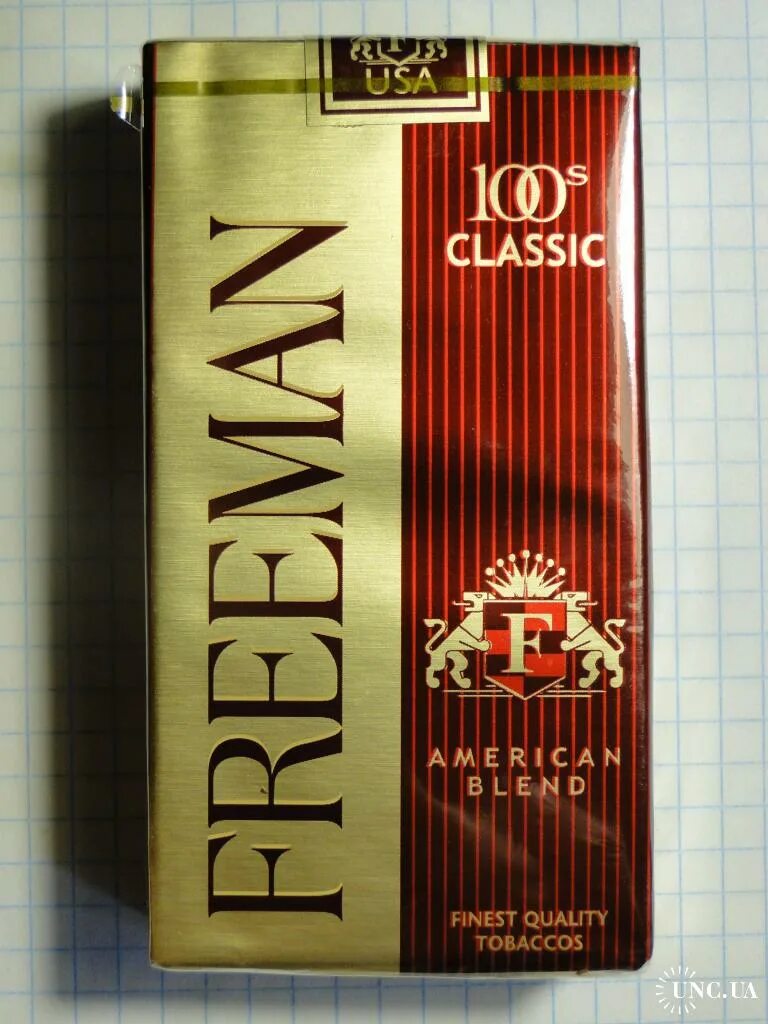 F
USA
100s
CLASSIC
FREEMAN
F
AMERICAN
BLEND
FINEST QUALITY
TOBACCOS
UNC.UA